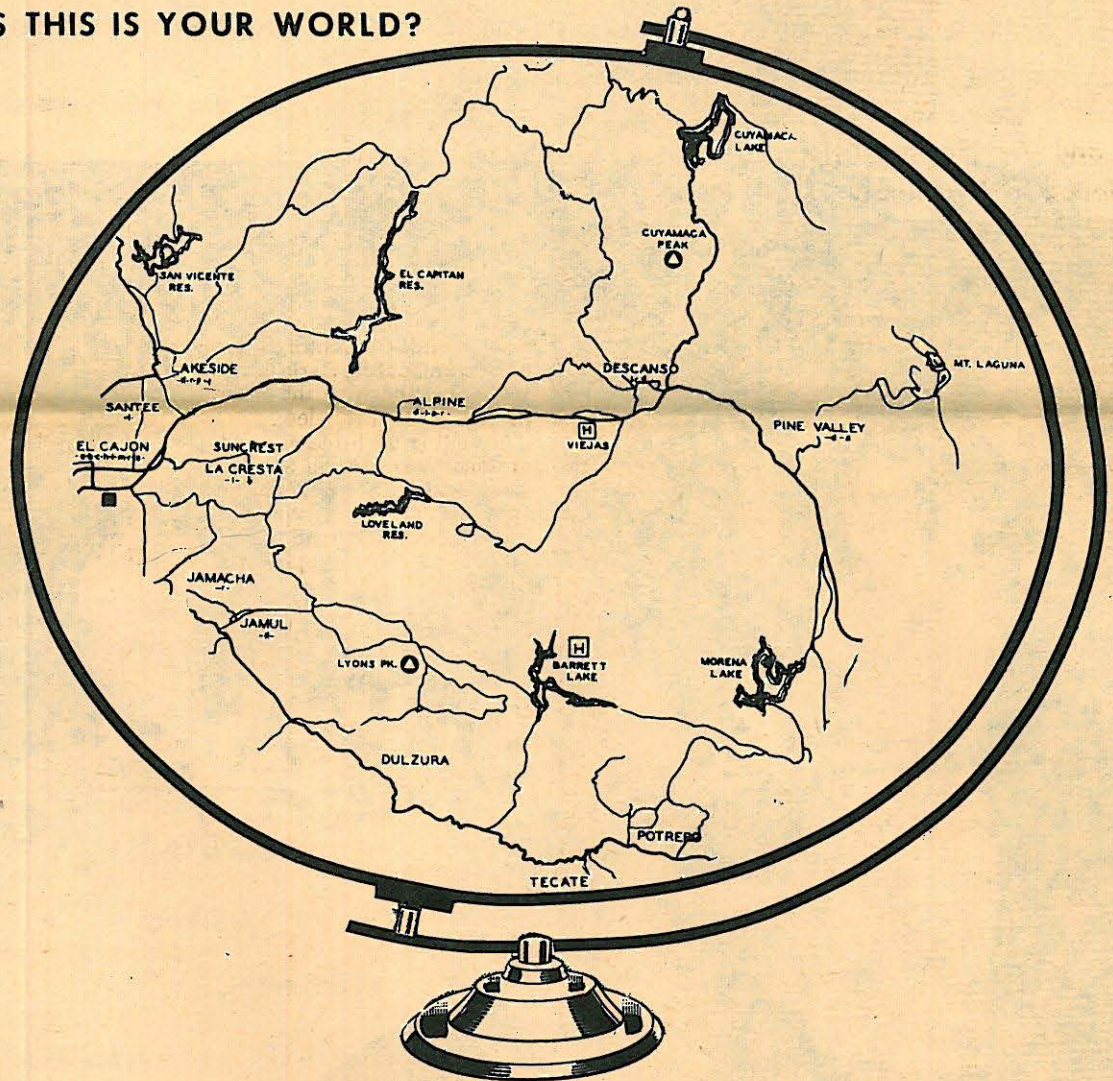 S THIS IS YOUR WORLD?
CUYAMACA
LAKE
CUYAMACA
PEAK
SAN VICENTE
RES.
EL CAPITAN
RES.
LAKESIDE
DESCANSO
MT. LAGUNA
SANTEE
ALPINE
PINE VALLEY
H
VIEJAS
EL CAJON
SUNCREST
LA CRESTA
LOVELAND
RES.
JAMACHA
JAMUL
LYONS PK.
H
BARRETT
LAKE
MORENA
LAKE
DULZURA
POTRERO
TECATE